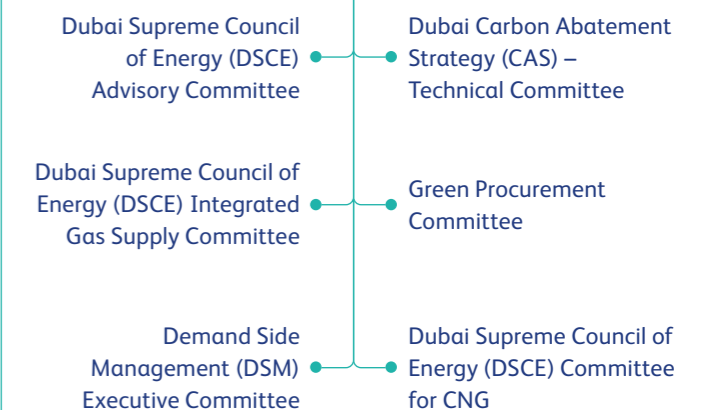 Dubai Supreme Council
of Energy (DSCE)
Advisory Committee
Dubai Carbon Abatement
Strategy (CAS) –
Technical Committee
Dubai Supreme Council of
Energy (DSCE) Integrated
Gas Supply Committee
Green Procurement
Committee
Demand Side
Management (DSM)
Executive Committee
Dubai Supreme Council of
Energy (DSCE) Committee
for CNG